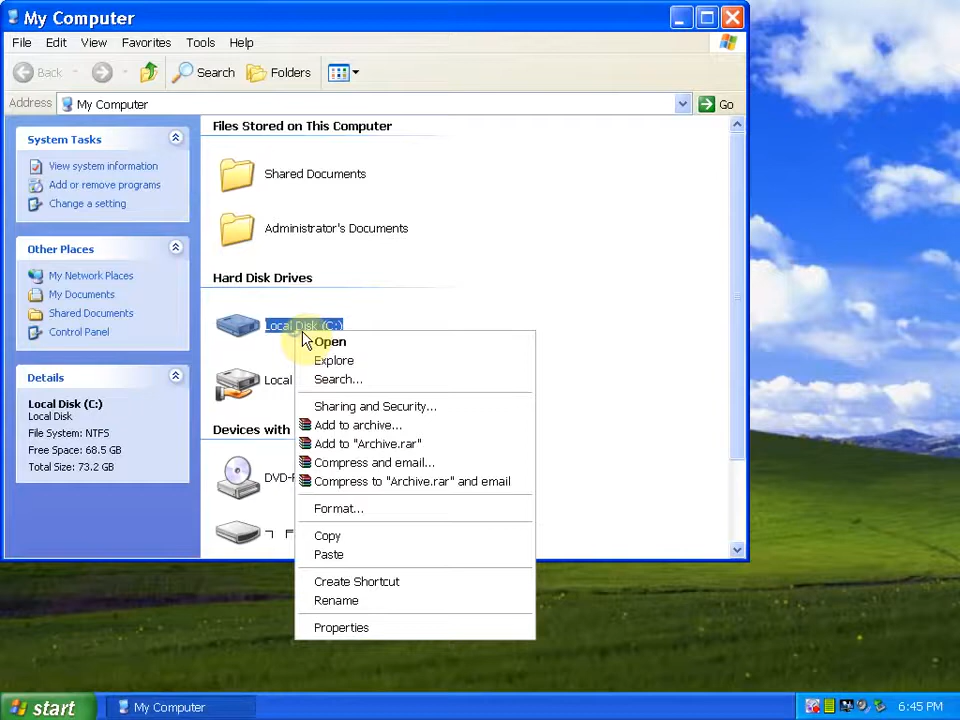 My Computer
File Edit View Favorites Tools Help
Back Search Folders
Address My Computer Go
System Tasks
View system information
Add or remove programs
Change a setting
Other Places
My Network Places
My Documents
Shared Documents
Control Panel
Details
Local Disk (C:)
Local Disk
File System: NTFS
Free Space: 68.5 GB
Total Size: 73.2 GB
Files Stored on This Computer
Shared Documents
Administrator's Documents
Hard Disk Drives
Local Disk (C:)
Local
Devices with
Open
Explore
Search...
Sharing and Security...
Add to archive...
Add to "Archive.rar"
Compress and email...
Compress to "Archive.rar" and email
Format...
Copy
Paste
Create Shortcut
Rename
Properties
start My Computer 6:45 PM